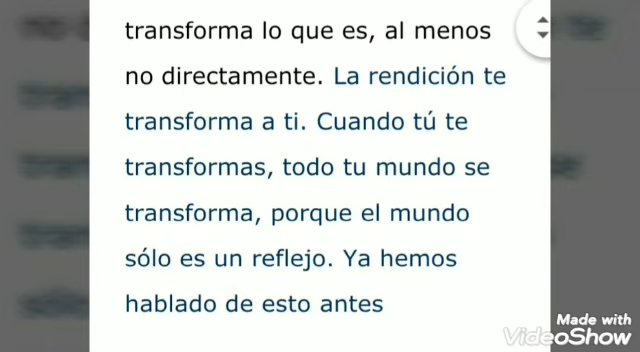 transforma lo que es, al menos
no directamente. La rendición te
transforma a ti. Cuando tú te
transformas, todo tu mundo se
transforma, porque el mundo
sólo es un reflejo. Ya hemos
hablado de esto antes
Made with
VideoShow